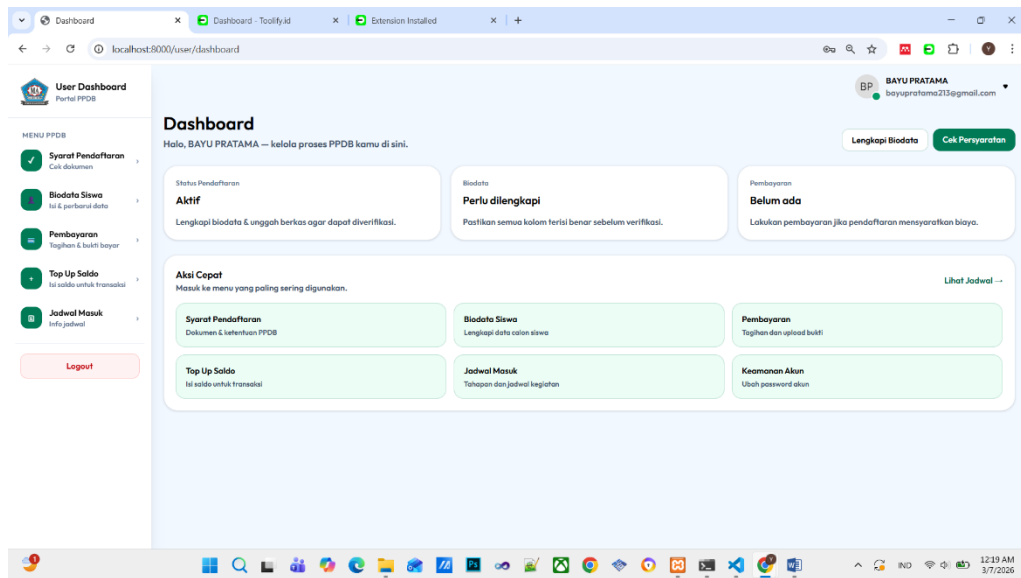 Dashboard
Dashboard - Toolify.id
Extension Installed
localhost:8000/user/dashboard
User Dashboard
Portal PPDB
BP
BAYU PRATAMA
bayupratama213@gmail.com
Dashboard
Halo, BAYU PRATAMA — kelola proses PPDB kamu di sini.
Lengkapi Biodata
Cek Persyaratan
MENU PPDB
Syarat Pendaftaran
Cek dokumen
Biodata Siswa
Isi & perbarui data
Pembayaran
Tagihan & bukti bayar
Top Up Saldo
Isi saldo untuk transaksi
Jadwal Masuk
Info jadwal
Logout
Status Pendaftaran
Aktif
Lengkapi biodata & unggah berkas agar dapat diverifikasi.
Biodata
Perlu dilengkapi
Pastikan semua kolom terisi benar sebelum verifikasi.
Pembayaran
Belum ada
Lakukan pembayaran jika pendaftaran mensyaratkan biaya.
Aksi Cepat
Masuk ke menu yang paling sering digunakan.
Lihat Jadwal →
Syarat Pendaftaran
Dokumen & ketentuan PPDB
Biodata Siswa
Lengkapi data calon siswa
Pembayaran
Tagihan dan upload bukti
Top Up Saldo
Isi saldo untuk transaksi
Jadwal Masuk
Tahapan dan jadwal kegiatan
Keamanan Akun
Ubah password akun
1
IND
12:19 AM
3/7/2026